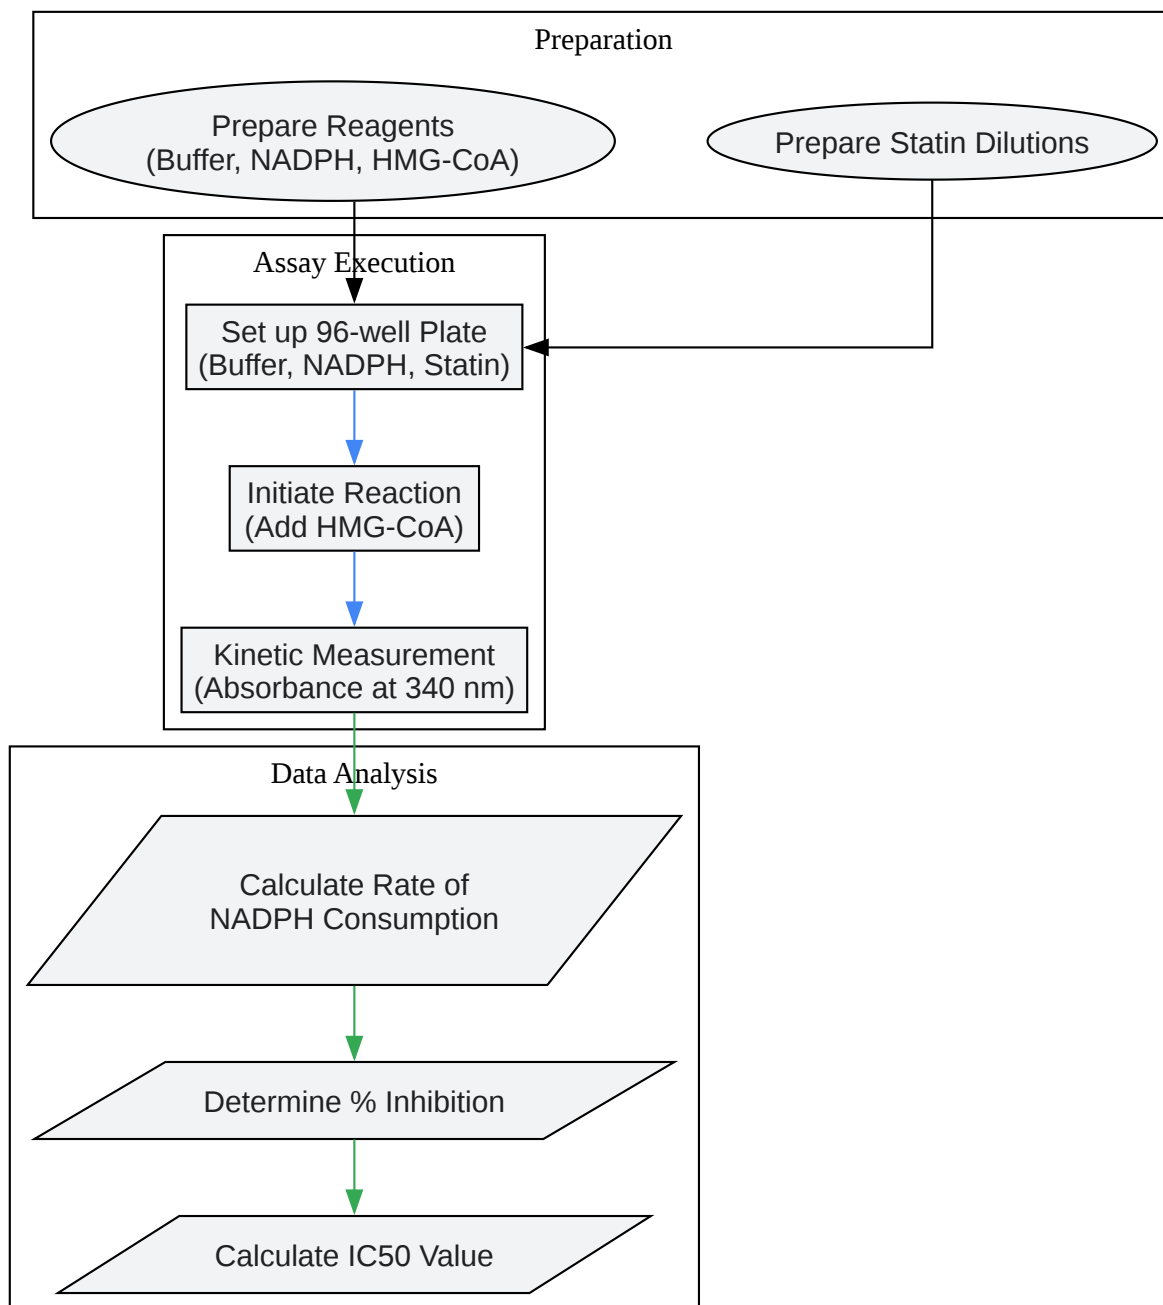 Preparation
Prepare Reagents
(Buffer, NADPH, HMG-CoA)
Prepare Statin Dilutions
Assay Execution
Set up 96-well Plate
(Buffer, NADPH, Statin)
Initiate Reaction
(Add HMG-CoA)
Kinetic Measurement
(Absorbance at 340 nm)
Data Analysis
Calculate Rate of
NADPH Consumption
Determine % Inhibition
Calculate IC50 Value